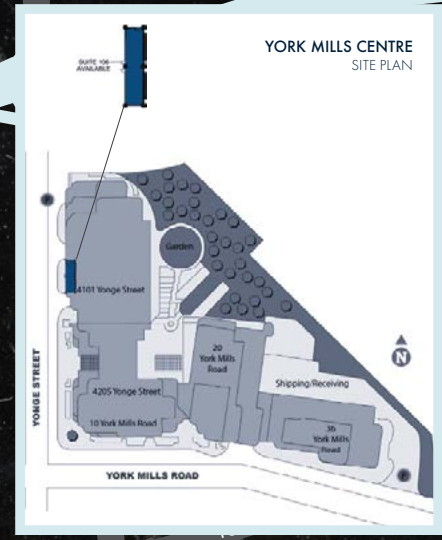 YORK MILLS CENTRE
SITE PLAN
SUITE 106
AVAILABLE
P
Garden
4101 Yonge Street
20
York Mills
Road
N
Shipping/Receiving
4205 Yonge Street
10 York Mills Road
36
York Mills
Road
P
YONGE STREET
YORK MILLS ROAD